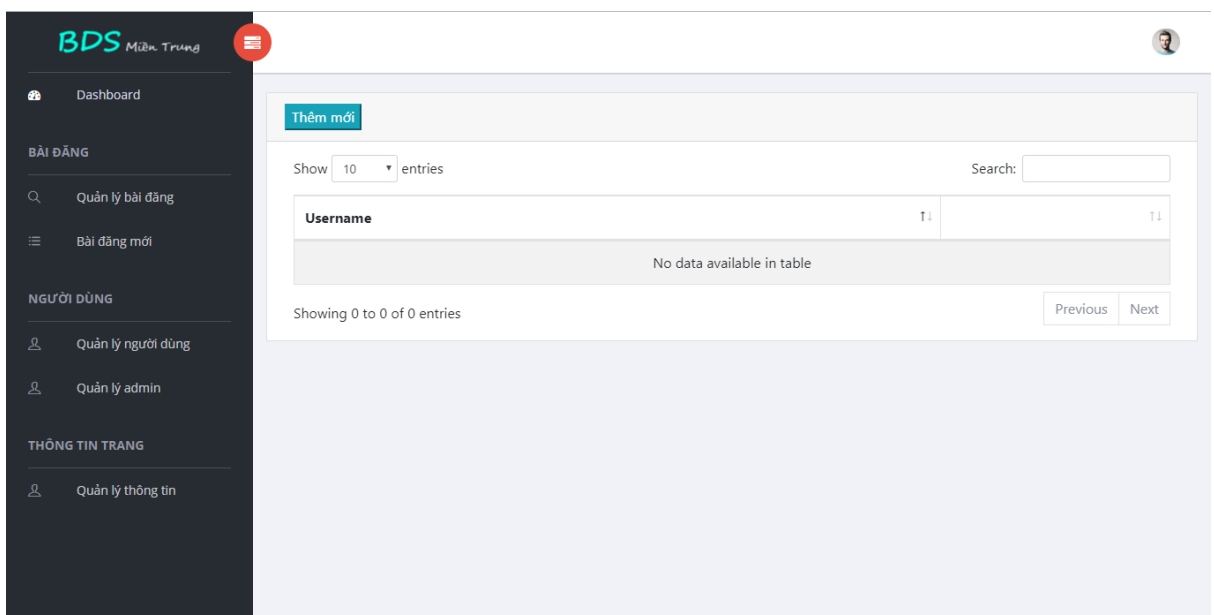 BDS Miền Trung
Dashboard
BÀI ĐĂNG
Quản lý bài đăng
Bài đăng mới
NGƯỜI DÙNG
Quản lý người dùng
Quản lý admin
THÔNG TIN TRANG
Quản lý thông tin
Thêm mới
Show 10 entries
Search:
Username
No data available in table
Showing 0 to 0 of 0 entries
Previous Next